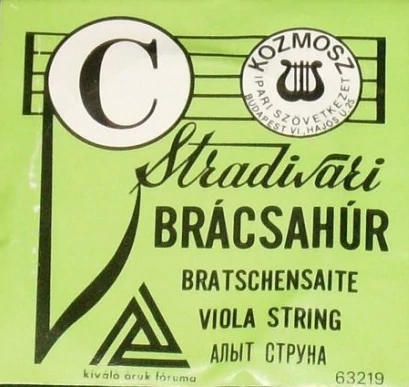 C
KOZMOSZ
IPARI SZÖVETKEZET
BUDAPEST VI., HAJÓS U 25
Stradivári
BRÁCSAHÚR
BRATSCHENSAITE
VIOLA STRING
АЛЫТ СТРУНА
kiváló áruk fóruma
63219